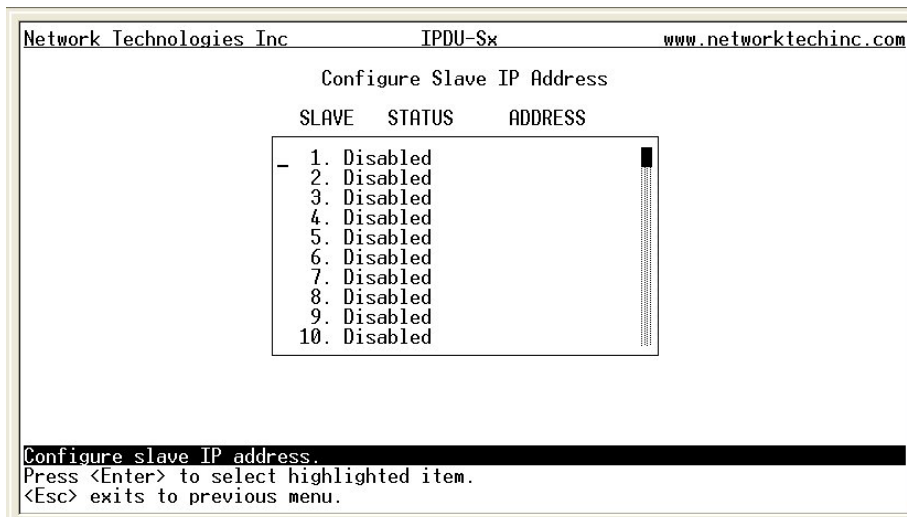 Network Technologies Inc IPDU-Sx www.networktechinc.com
Configure Slave IP Address
SLAVE STATUS ADDRESS
_ 1. Disabled
2. Disabled
3. Disabled
4. Disabled
5. Disabled
6. Disabled
7. Disabled
8. Disabled
9. Disabled
10. Disabled
Configure slave IP address.
Press <Enter> to select highlighted item.
<Esc> exits to previous menu.